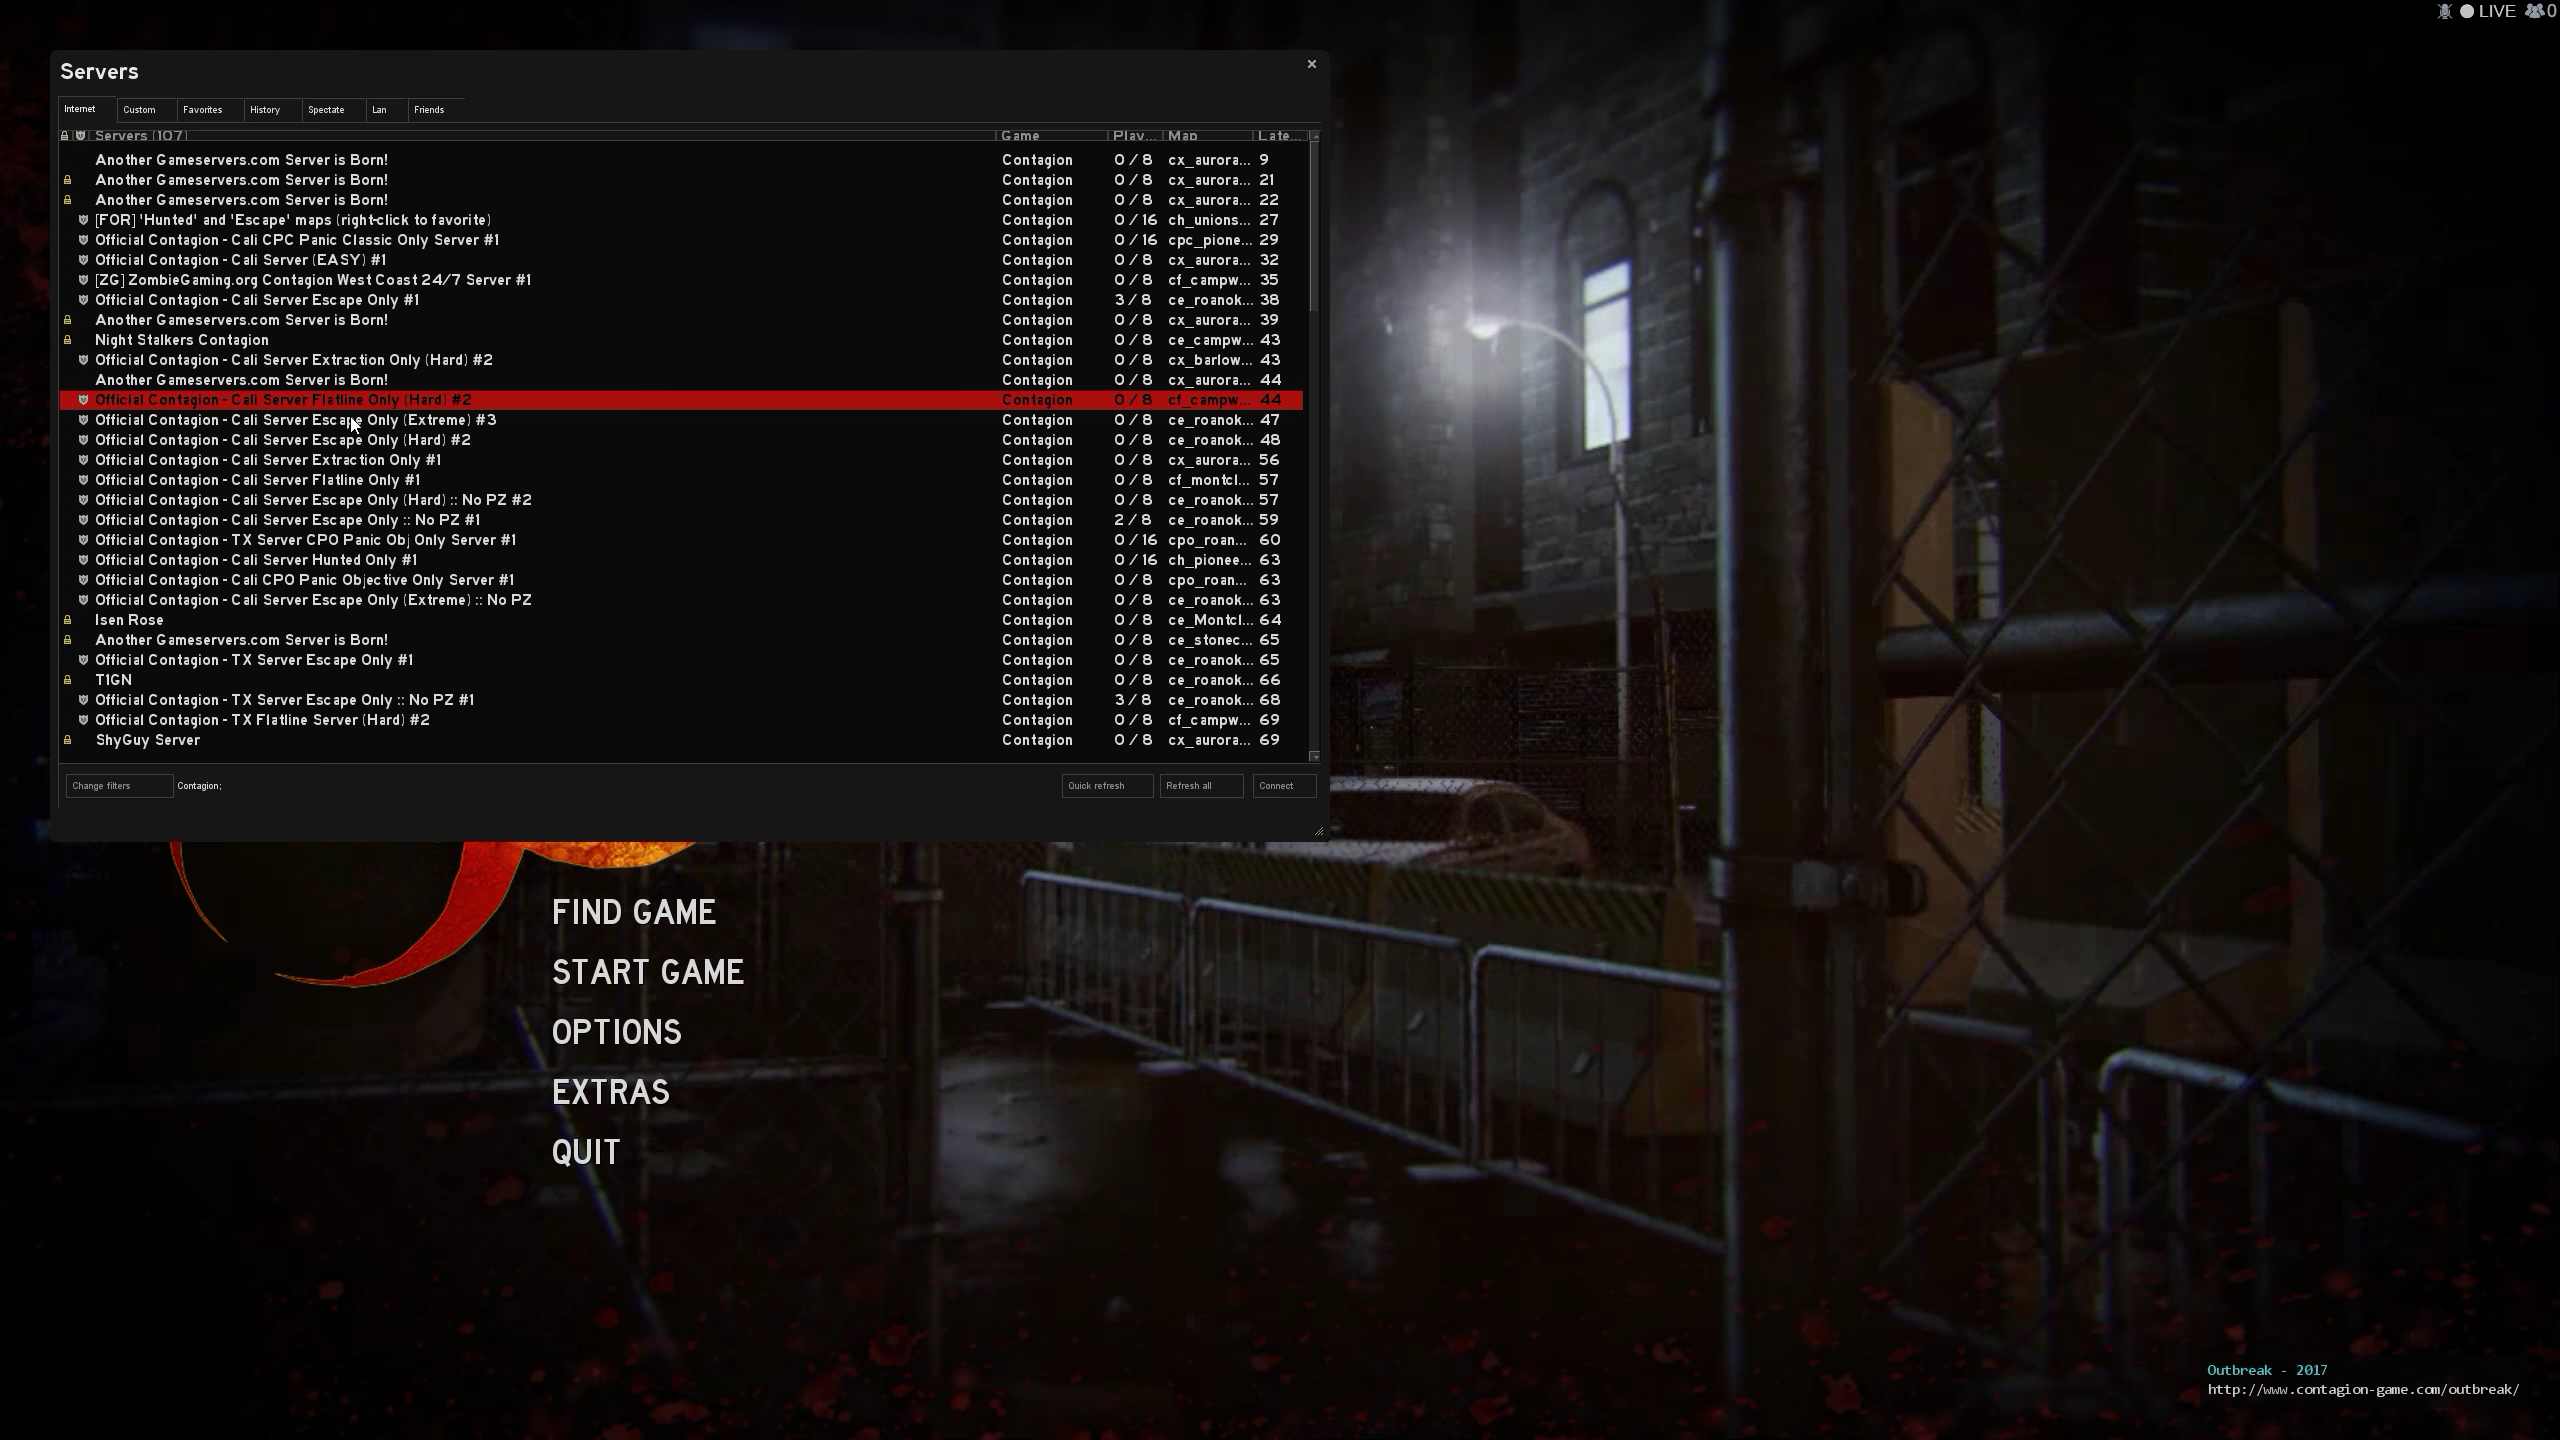 LIVE 0
Servers
Internet Custom Favorites History Spectate Lan Friends
Servers (107) Game Play... Map Late...
Another Gameservers.com Server is Born! Contagion 0 / 8 cx_aurora... 9
Another Gameservers.com Server is Born! Contagion 0 / 8 cx_aurora... 21
Another Gameservers.com Server is Born! Contagion 0 / 8 cx_aurora... 22
[FOR] 'Hunted' and 'Escape' maps (right-click to favorite) Contagion 0 / 16 ch_unions... 27
Official Contagion - Cali CPC Panic Classic Only Server #1 Contagion 0 / 16 cpc_pione... 29
Official Contagion - Cali Server (EASY) #1 Contagion 0 / 8 cx_aurora... 32
[ZG] ZombieGaming.org Contagion West Coast 24/7 Server #1 Contagion 0 / 8 cf_campw... 35
Official Contagion - Cali Server Escape Only #1 Contagion 3 / 8 ce_roanok... 38
Another Gameservers.com Server is Born! Contagion 0 / 8 cx_aurora... 39
Night Stalkers Contagion Contagion 0 / 8 ce_campw... 43
Official Contagion - Cali Server Extraction Only (Hard) #2 Contagion 0 / 8 cx_barlow... 43
Another Gameservers.com Server is Born! Contagion 0 / 8 cx_aurora... 44
Official Contagion - Cali Server Flatline Only (Hard) #2 Contagion 0 / 8 cf_campw... 44
Official Contagion - Cali Server Escape Only (Extreme) #3 Contagion 0 / 8 ce_roanok... 47
Official Contagion - Cali Server Escape Only (Hard) #2 Contagion 0 / 8 ce_roanok... 48
Official Contagion - Cali Server Extraction Only #1 Contagion 0 / 8 cx_aurora... 56
Official Contagion - Cali Server Flatline Only #1 Contagion 0 / 8 cf_montcl... 57
Official Contagion - Cali Server Escape Only (Hard) :: No PZ #2 Contagion 0 / 8 ce_roanok... 57
Official Contagion - Cali Server Escape Only :: No PZ #1 Contagion 2 / 8 ce_roanok... 59
Official Contagion - TX Server CPO Panic Obj Only Server #1 Contagion 0 / 16 cpo_roan... 60
Official Contagion - Cali Server Hunted Only #1 Contagion 0 / 16 ch_pionee... 63
Official Contagion - Cali CPO Panic Objective Only Server #1 Contagion 0 / 8 cpo_roan... 63
Official Contagion - Cali Server Escape Only (Extreme) :: No PZ Contagion 0 / 8 ce_roanok... 63
Isen Rose Contagion 0 / 8 ce_Montcl... 64
Another Gameservers.com Server is Born! Contagion 0 / 8 ce_stonec... 65
Official Contagion - TX Server Escape Only #1 Contagion 0 / 8 ce_roanok... 65
T1GN Contagion 0 / 8 ce_roanok... 66
Official Contagion - TX Server Escape Only :: No PZ #1 Contagion 3 / 8 ce_roanok... 68
Official Contagion - TX Flatline Server (Hard) #2 Contagion 0 / 8 cf_campw... 69
ShyGuy Server Contagion 0 / 8 cx_aurora... 69
Change filters Contagion; Quick refresh Refresh all Connect
FIND GAME
START GAME
OPTIONS
EXTRAS
QUIT
Outbreak - 2017
http://www.contagion-game.com/outbreak/